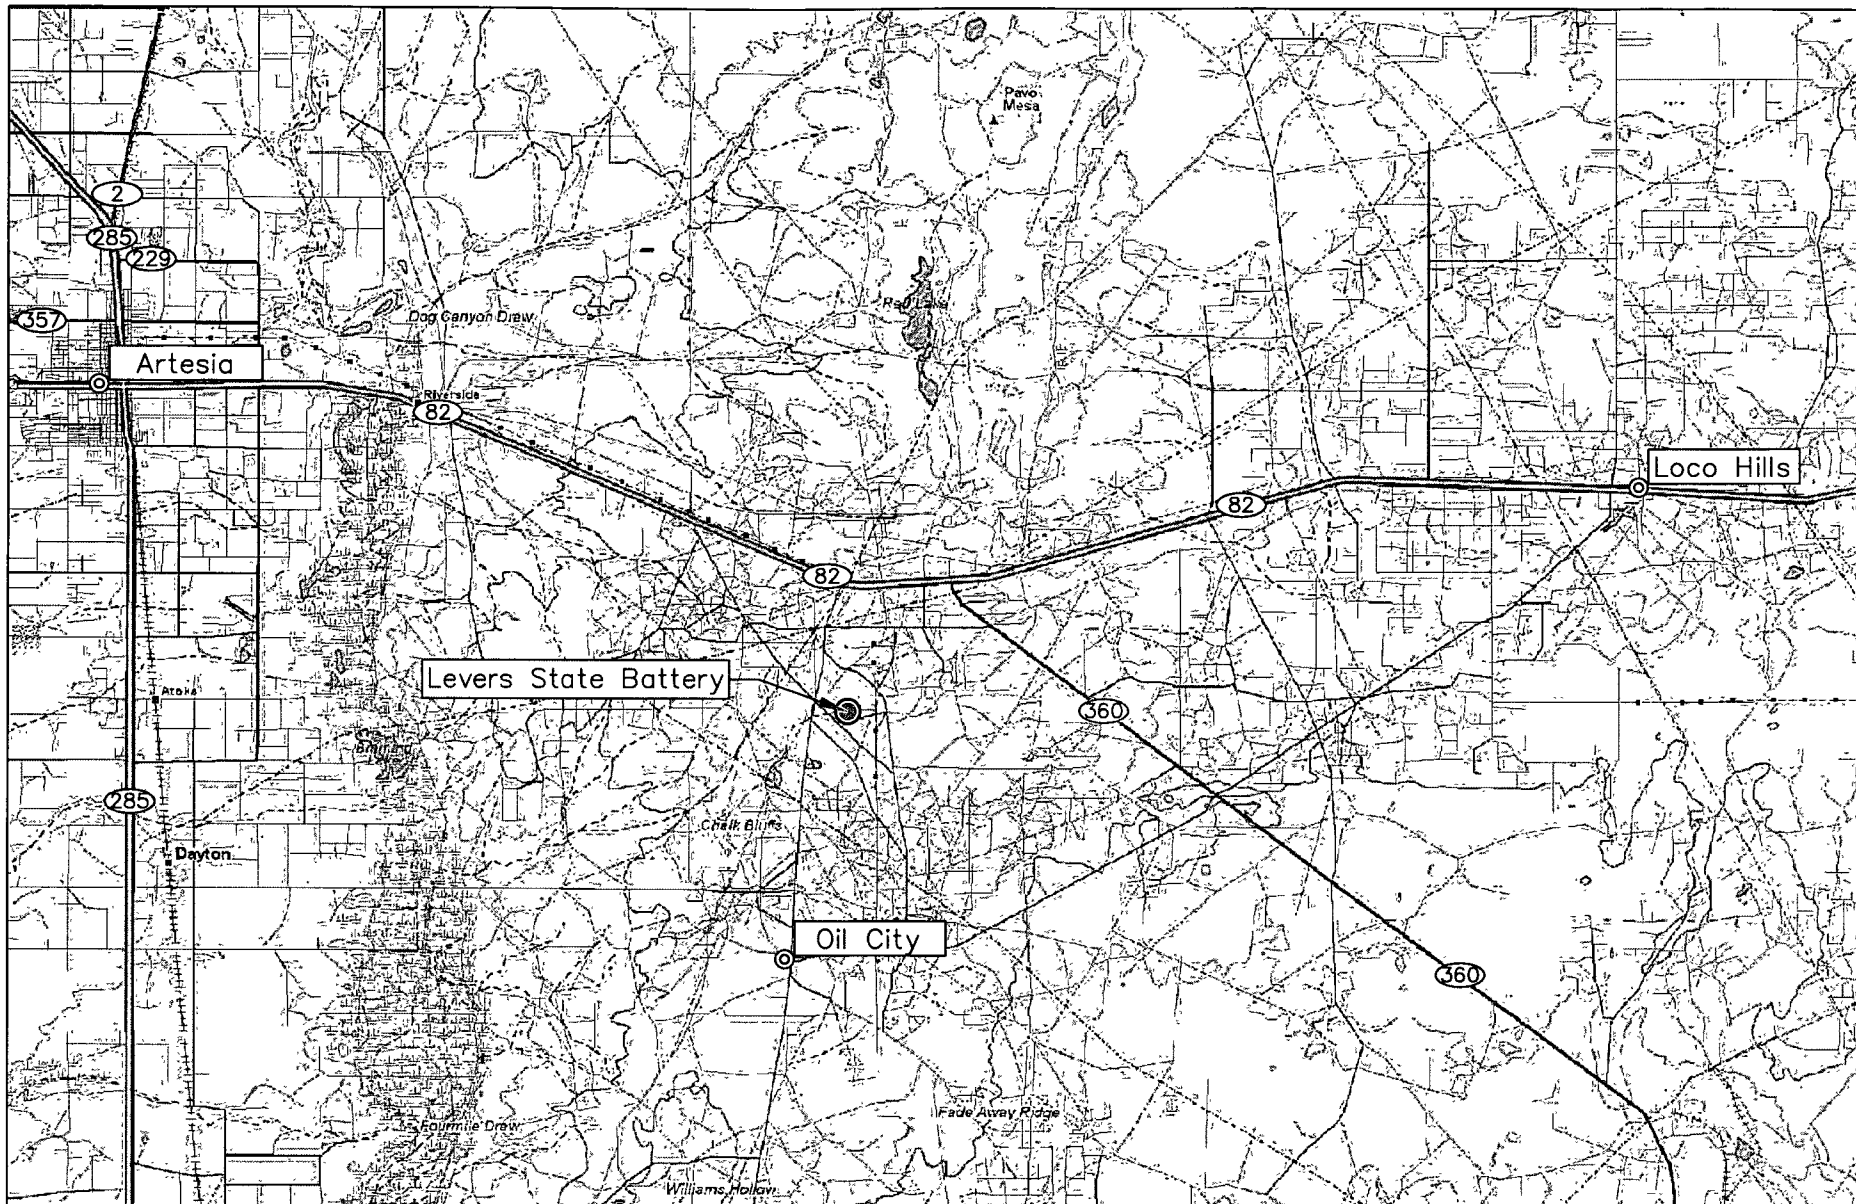 Pavo
Mesa
2
285
229
Red Lake
357
Dog Canyon Draw
Artesia
Riverside
82
Loco Hills
82
82
Levers State Battery
Atoka
360
285
Chalk Bluffs
Dayton
Oil City
360
Fade Away Ridge
Fourmile Draw
Williams Hollow